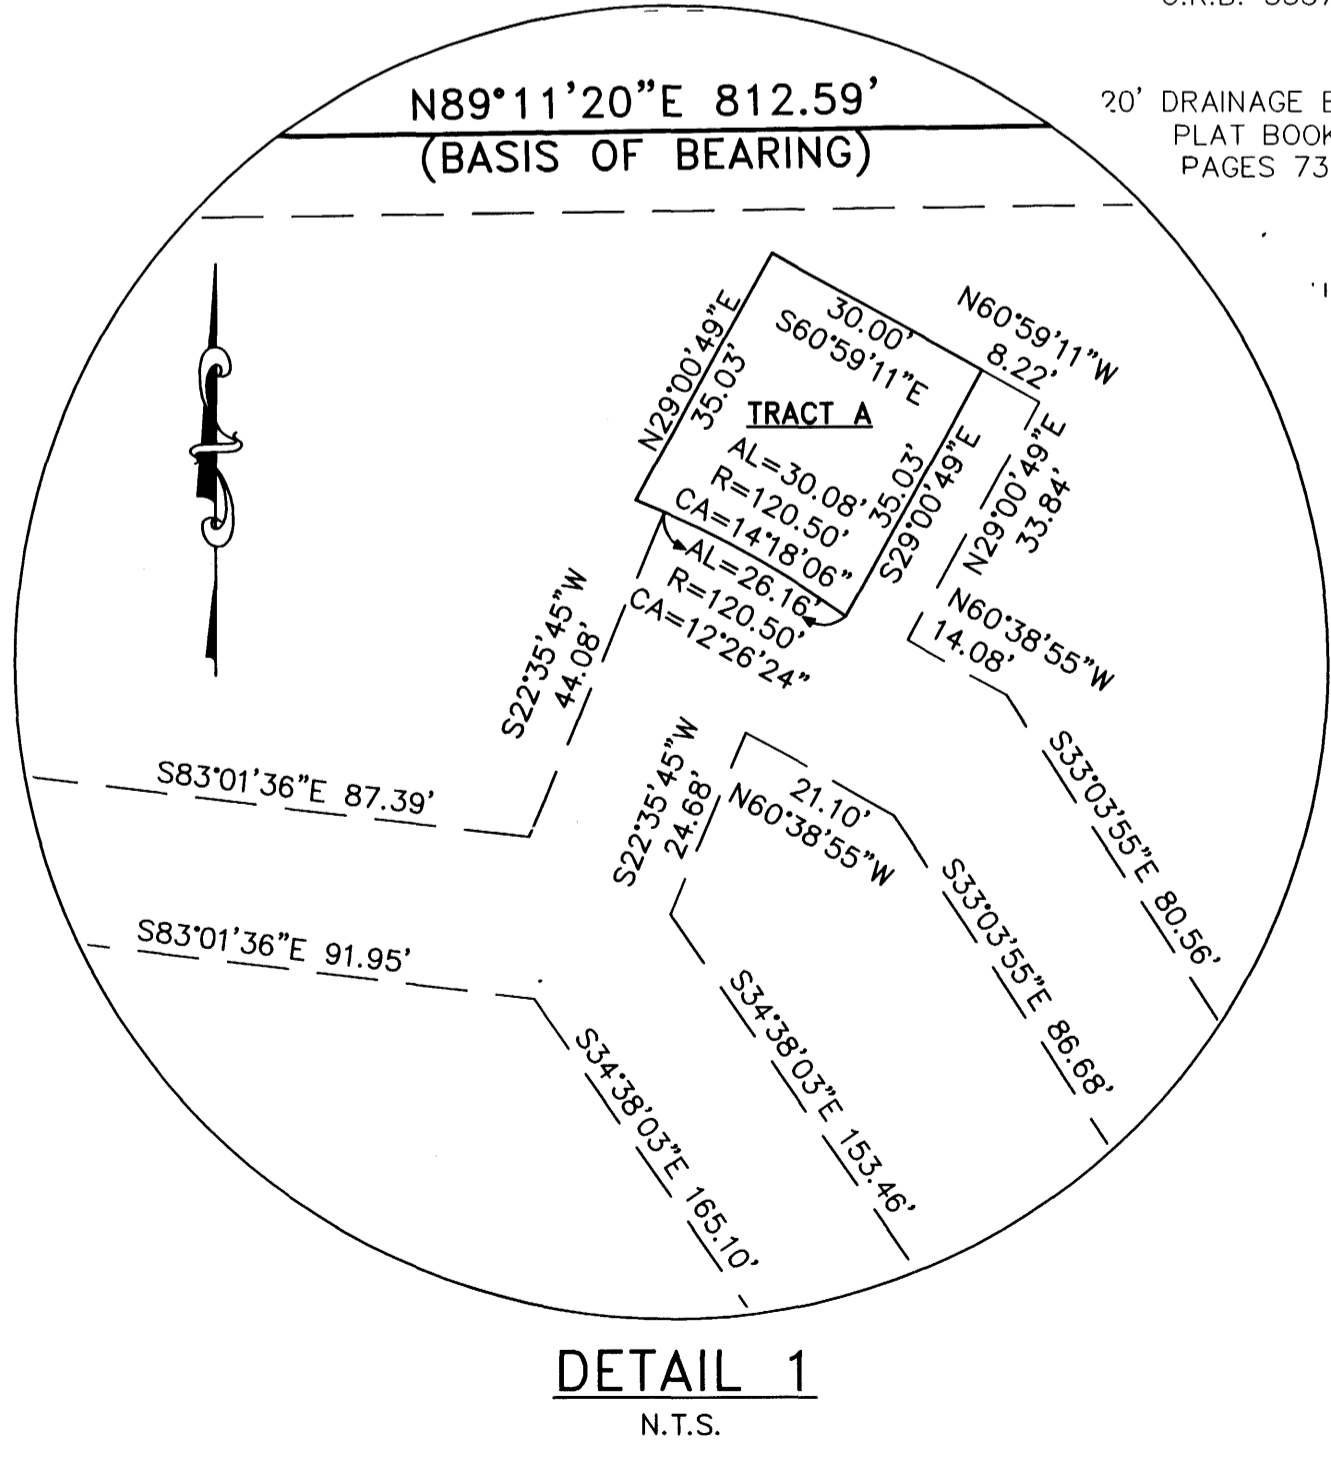 20' DRAINAGE
PLAT BOOK
PAGES 73
N89°11'20"E 812.59'
(BASIS OF BEARING)
N60°59'11"W
8.22'
30.00'
S60°59'11"E
N29°00'49"E
35.03'
TRACT A
AL=30.08'
R=120.50'
CA=14°18'06"
35.03'
S29°00'49"E
N29°00'49"E
33.84'
AL=26.16'
R=120.50'
CA=12°26'24"
N60°38'55"W
14.08'
S22°35'45"W
44.08'
S83°01'36"E 87.39'
S22°35'45"W
24.68'
21.10'
N60°38'55"W
S33°03'55"E 80.56'
S33°03'55"E 86.68'
S83°01'36"E 91.95'
S34°38'03"E 153.46'
S34°38'03"E 165.10'
DETAIL 1
N.T.S.